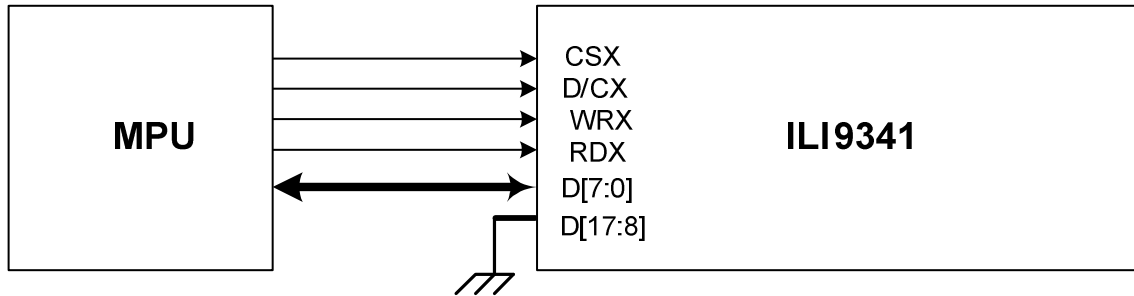 CSX
D/CX
WRX
MPU
ILI9341
RDX
D[7:0]
D[17:8]